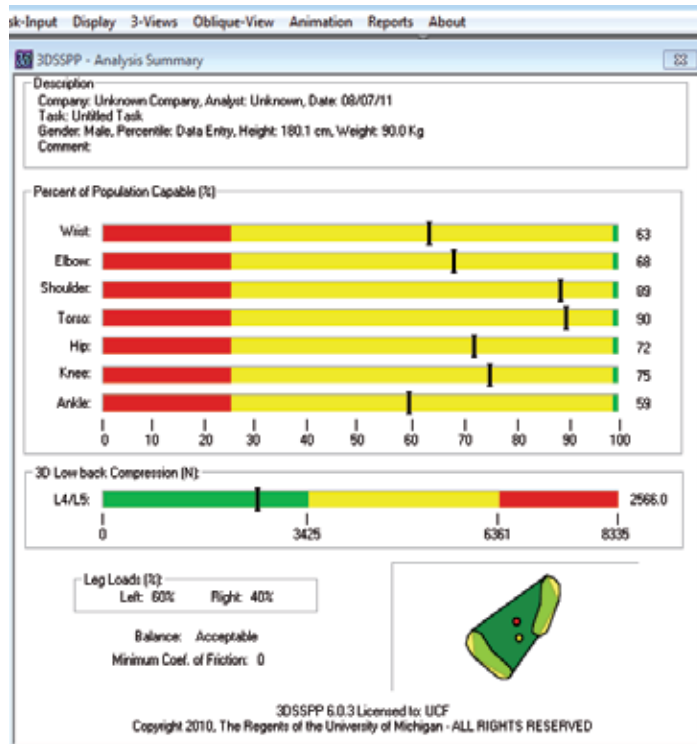 sk-Input Display 3-Views Oblique-View Animation Reports About
3DSSPP - Analysis Summary
Description
Company: Unknown Company, Analyst: Unknown, Date: 08/07/11
Task: Untitled Task
Gender: Male, Percentile: Data Entry, Height: 180.1 cm, Weight: 90.0 Kg
Comment:
Percent of Population Capable (%)
Wrist: 63
Elbow: 68
Shoulder: 89
Torso: 90
Hip: 72
Knee: 75
Ankle: 59
0 10 20 30 40 50 60 70 80 90 100
3D Low back Compression (N):
L4/L5: 2566.0
0 3425 6361 8335
Leg Loads (%):
Left: 60% Right: 40%
Balance: Acceptable
Minimum Coef. of Friction: 0
3DSSPP 6.0.3 Licensed to: UCF
Copyright 2010, The Regents of the University of Michigan - ALL RIGHTS RESERVED